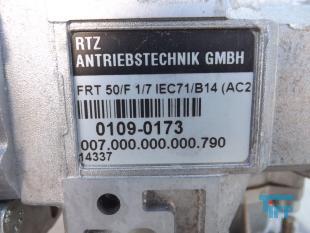 RTZ
ANTRIEBSTECHNIK GMBH
FRT 50/F 1/7 IEC71/B14 (AC2
0109-0173
007.000.000.000.790
14337